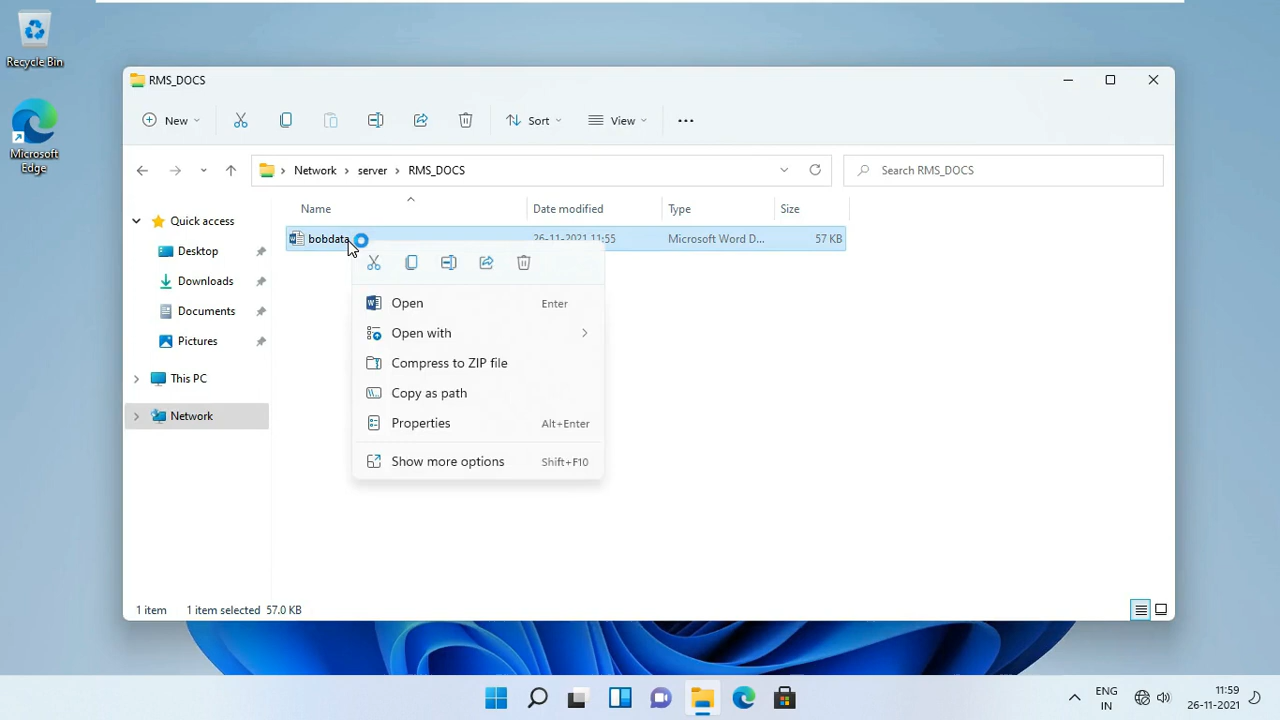 Recycle Bin
Microsoft
Edge
RMS_DOCS
New
Sort
View
Network
server
RMS_DOCS
Search RMS_DOCS
Name
Date modified
Type
Size
bobdata
26-11-2021 11:55
Microsoft Word D...
57 KB
Quick access
Desktop
Downloads
Documents
Pictures
This PC
Network
Open Enter
Open with
Compress to ZIP file
Copy as path
Properties Alt+Enter
Show more options Shift+F10
1 item 1 item selected 57.0 KB
ENG
IN
11:59
26-11-2021